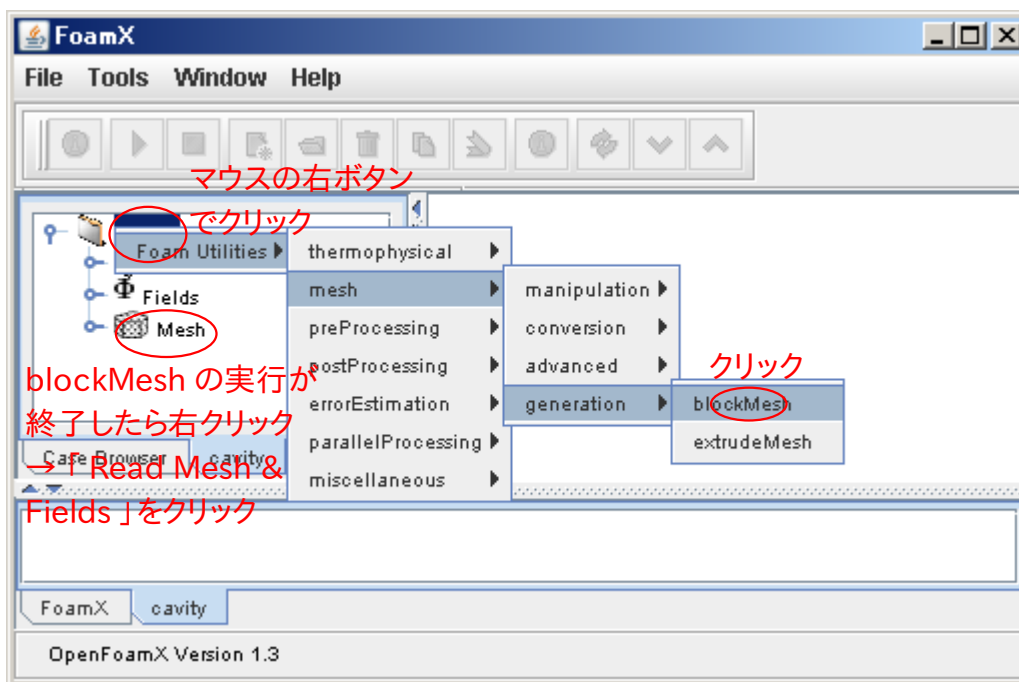 FoamX
File Tools Window Help
マウスの右ボタン
でクリック
Foam Utilities
Fields
Mesh
thermophysical
mesh
preProcessing
postProcessing
errorEstimation
parallelProcessing
miscellaneous
manipulation
conversion
advanced
generation
クリック
blockMesh
extrudeMesh
blockMesh の実行が
終了したら右クリック
→「 Read Mesh &
Fields 」をクリック
Case Browser cavity
FoamX cavity
OpenFoamX Version 1.3